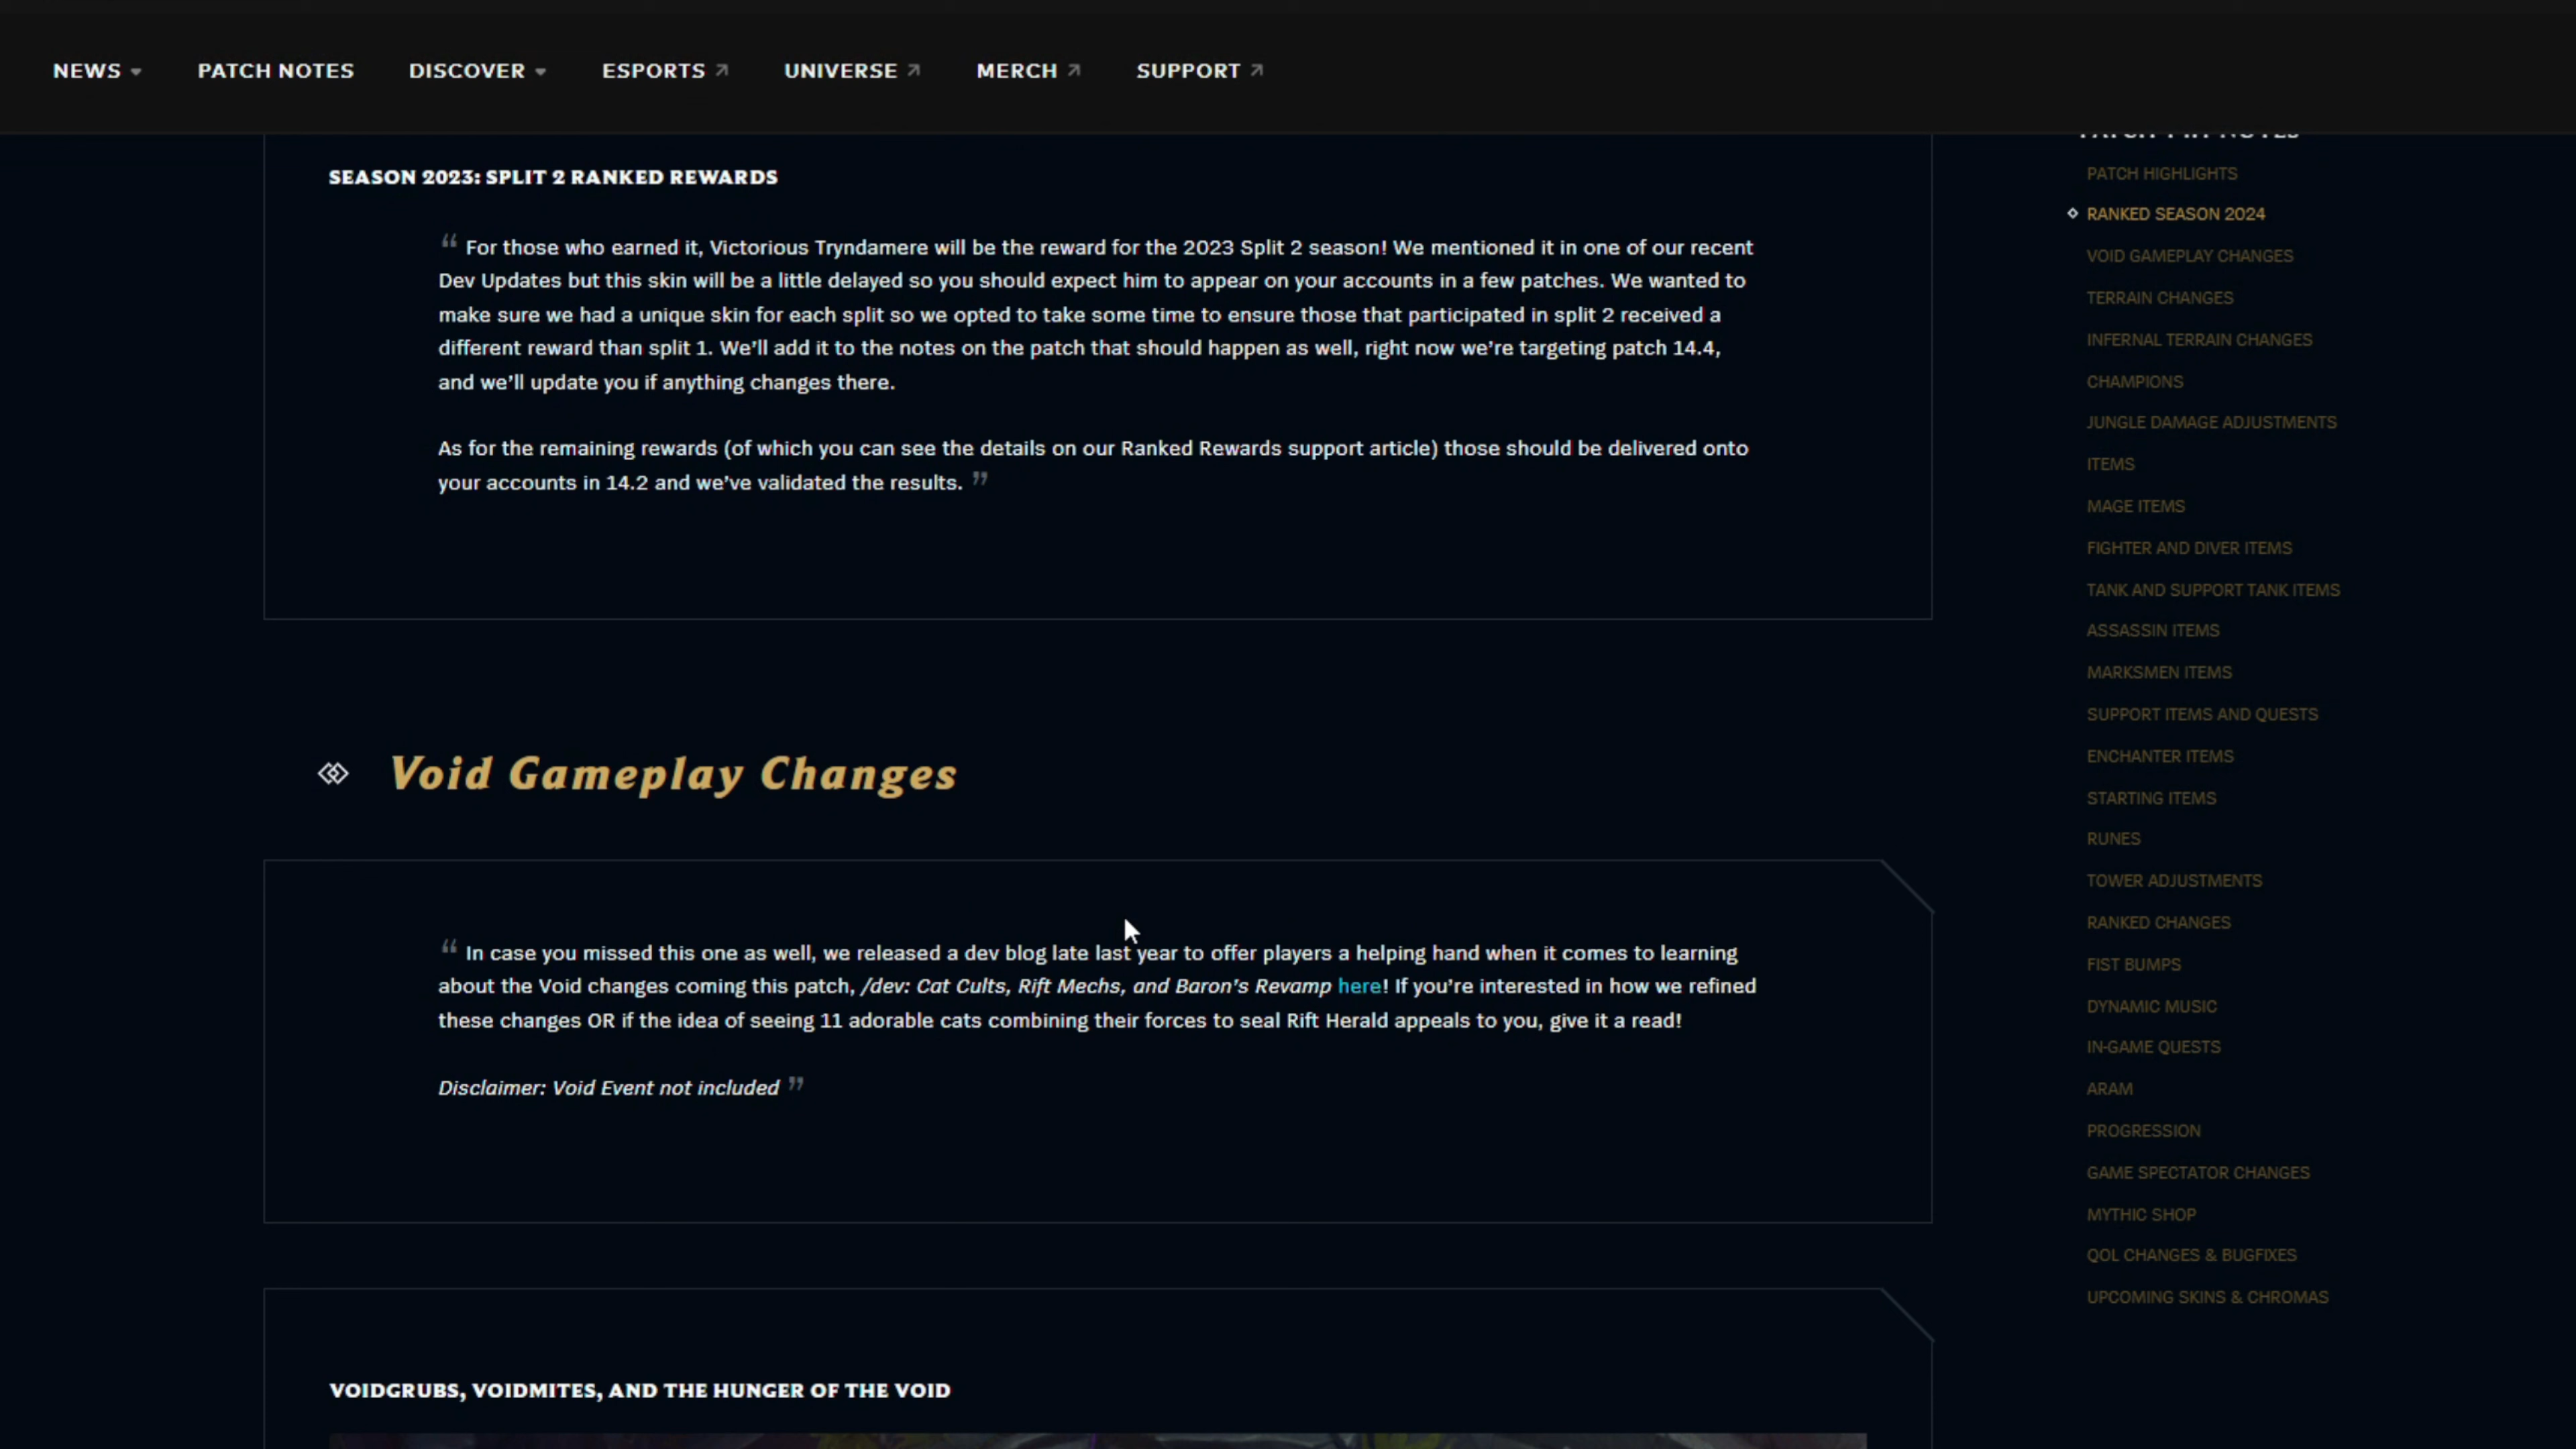 NEWS
PATCH NOTES
DISCOVER
ESPORTS
UNIVERSE
MERCH
SUPPORT
SEASON 2023: SPLIT 2 RANKED REWARDS
“ For those who earned it, Victorious Tryndamere will be the reward for the 2023 Split 2 season! We mentioned it in one of our recent
Dev Updates but this skin will be a little delayed so you should expect him to appear on your accounts in a few patches. We wanted to
make sure we had a unique skin for each split so we opted to take some time to ensure those that participated in split 2 received a
different reward than split 1. We’ll add it to the notes on the patch that should happen as well, right now we’re targeting patch 14.4,
and we’ll update you if anything changes there.
As for the remaining rewards (of which you can see the details on our Ranked Rewards support article) those should be delivered onto
your accounts in 14.2 and we’ve validated the results. ”
Void Gameplay Changes
“ In case you missed this one as well, we released a dev blog late last year to offer players a helping hand when it comes to learning
about the Void changes coming this patch, /dev: Cat Cults, Rift Mechs, and Baron’s Revamp here! If you’re interested in how we refined
these changes OR if the idea of seeing 11 adorable cats combining their forces to seal Rift Herald appeals to you, give it a read!
Disclaimer: Void Event not included ”
VOIDGRUBS, VOIDMITES, AND THE HUNGER OF THE VOID
NOTES
PATCH HIGHLIGHTS
RANKED SEASON 2024
VOID GAMEPLAY CHANGES
TERRAIN CHANGES
INFERNAL TERRAIN CHANGES
CHAMPIONS
JUNGLE DAMAGE ADJUSTMENTS
ITEMS
MAGE ITEMS
FIGHTER AND DIVER ITEMS
TANK AND SUPPORT TANK ITEMS
ASSASSIN ITEMS
MARKSMEN ITEMS
SUPPORT ITEMS AND QUESTS
ENCHANTER ITEMS
STARTING ITEMS
RUNES
TOWER ADJUSTMENTS
RANKED CHANGES
FIST BUMPS
DYNAMIC MUSIC
IN-GAME QUESTS
ARAM
PROGRESSION
GAME SPECTATOR CHANGES
MYTHIC SHOP
QOL CHANGES & BUGFIXES
UPCOMING SKINS & CHROMAS